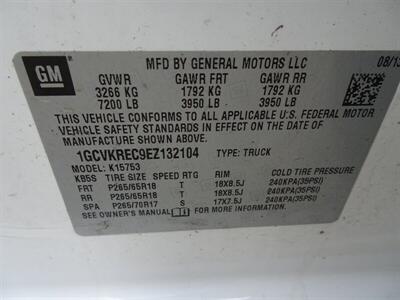 GM
MFD BY GENERAL MOTORS LLC 08/13
GVWR GAWR FRT GAWR RR
3266 KG 1792 KG 1792 KG
7200 LB 3950 LB 3950 LB
THIS VEHICLE CONFORMS TO ALL APPLICABLE U.S. FEDERAL MOTOR
IN EFFECT ON THE DATE OF
MANUFACTURE SHOWN ABOVE.
1GCVKREC9EZ132104 TYPE: TRUCK
MODEL: K15753
KB5S TIRE SIZE SPEED RTG RIM COLD TIRE PRESSURE
FRT P265/65R18 T 18X8.5J 240KPA(35PSI)
RR P265/65R18 T 18X8.5J 240KPA(35PSI)
SPA P265/70R17 S 17X7.5J 240KPA(35PSI)
SEE OWNER'S MANUAL FOR MORE INFORMATION.